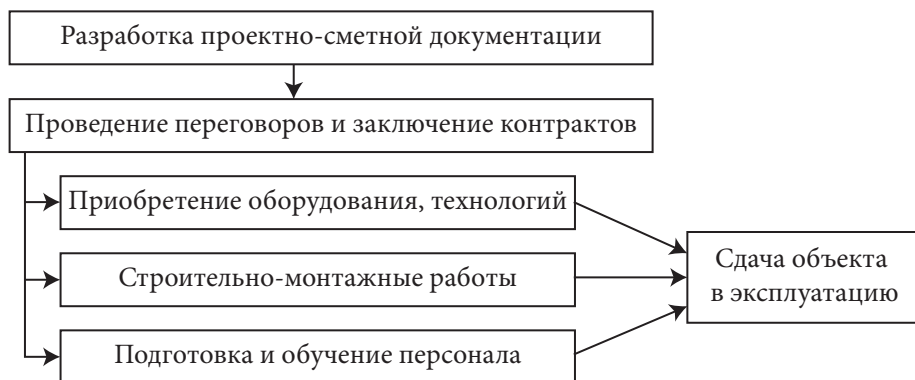 Разработка проектно-сметной документации
Проведение переговоров и заключение контрактов
Приобретение оборудования, технологий
Строительно-монтажные работы
Подготовка и обучение персонала
Сдача объекта
в эксплуатацию